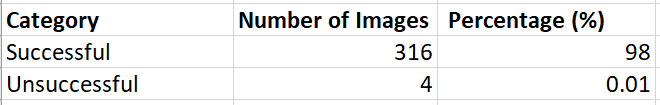 Category Number of Images Percentage (%)
Successful 316 98
Unsuccessful 4 0.01